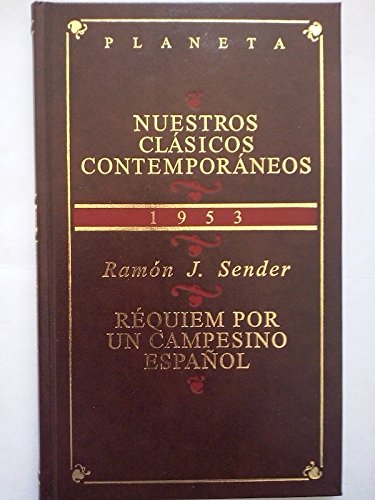 PLANETA
NUESTROS
CLÁSICOS
CONTEMPORÁNEOS
1953
Ramón J. Sender
RÉQUIEM POR
UN CAMPESINO
ESPAÑOL